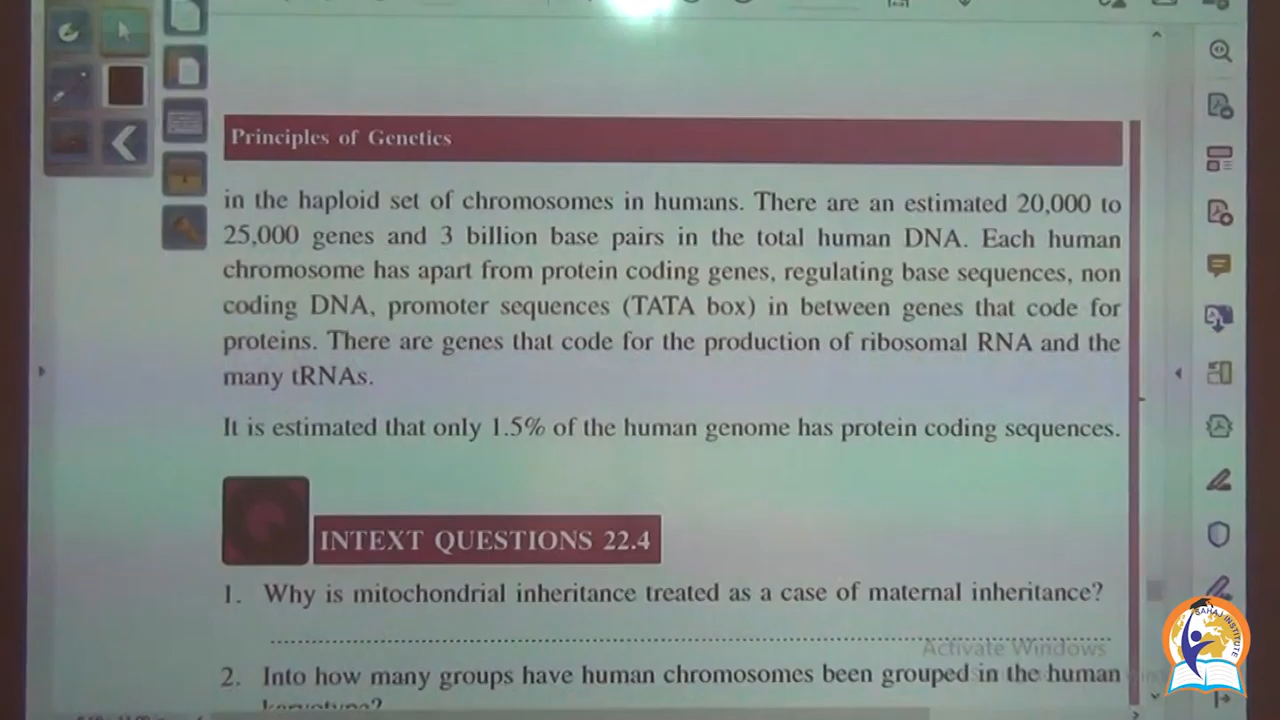 Principles of Genetics
in the haploid set of chromosomes in humans. There are an estimated 20,000 to
25,000 genes and 3 billion base pairs in the total human DNA. Each human
chromosome has apart from protein coding genes, regulating base sequences, non
coding DNA, promoter sequences (TATA box) in between genes that code for
proteins. There are genes that code for the production of ribosomal RNA and the
many tRNAs.
It is estimated that only 1.5% of the human genome has protein coding sequences.
INTEXT QUESTIONS 22.4
1. Why is mitochondrial inheritance treated as a case of maternal inheritance?
Activate Windows
2. Into how many groups have human chromosomes been grouped in the human
karyotype?
SAHAJ INSTITUTE